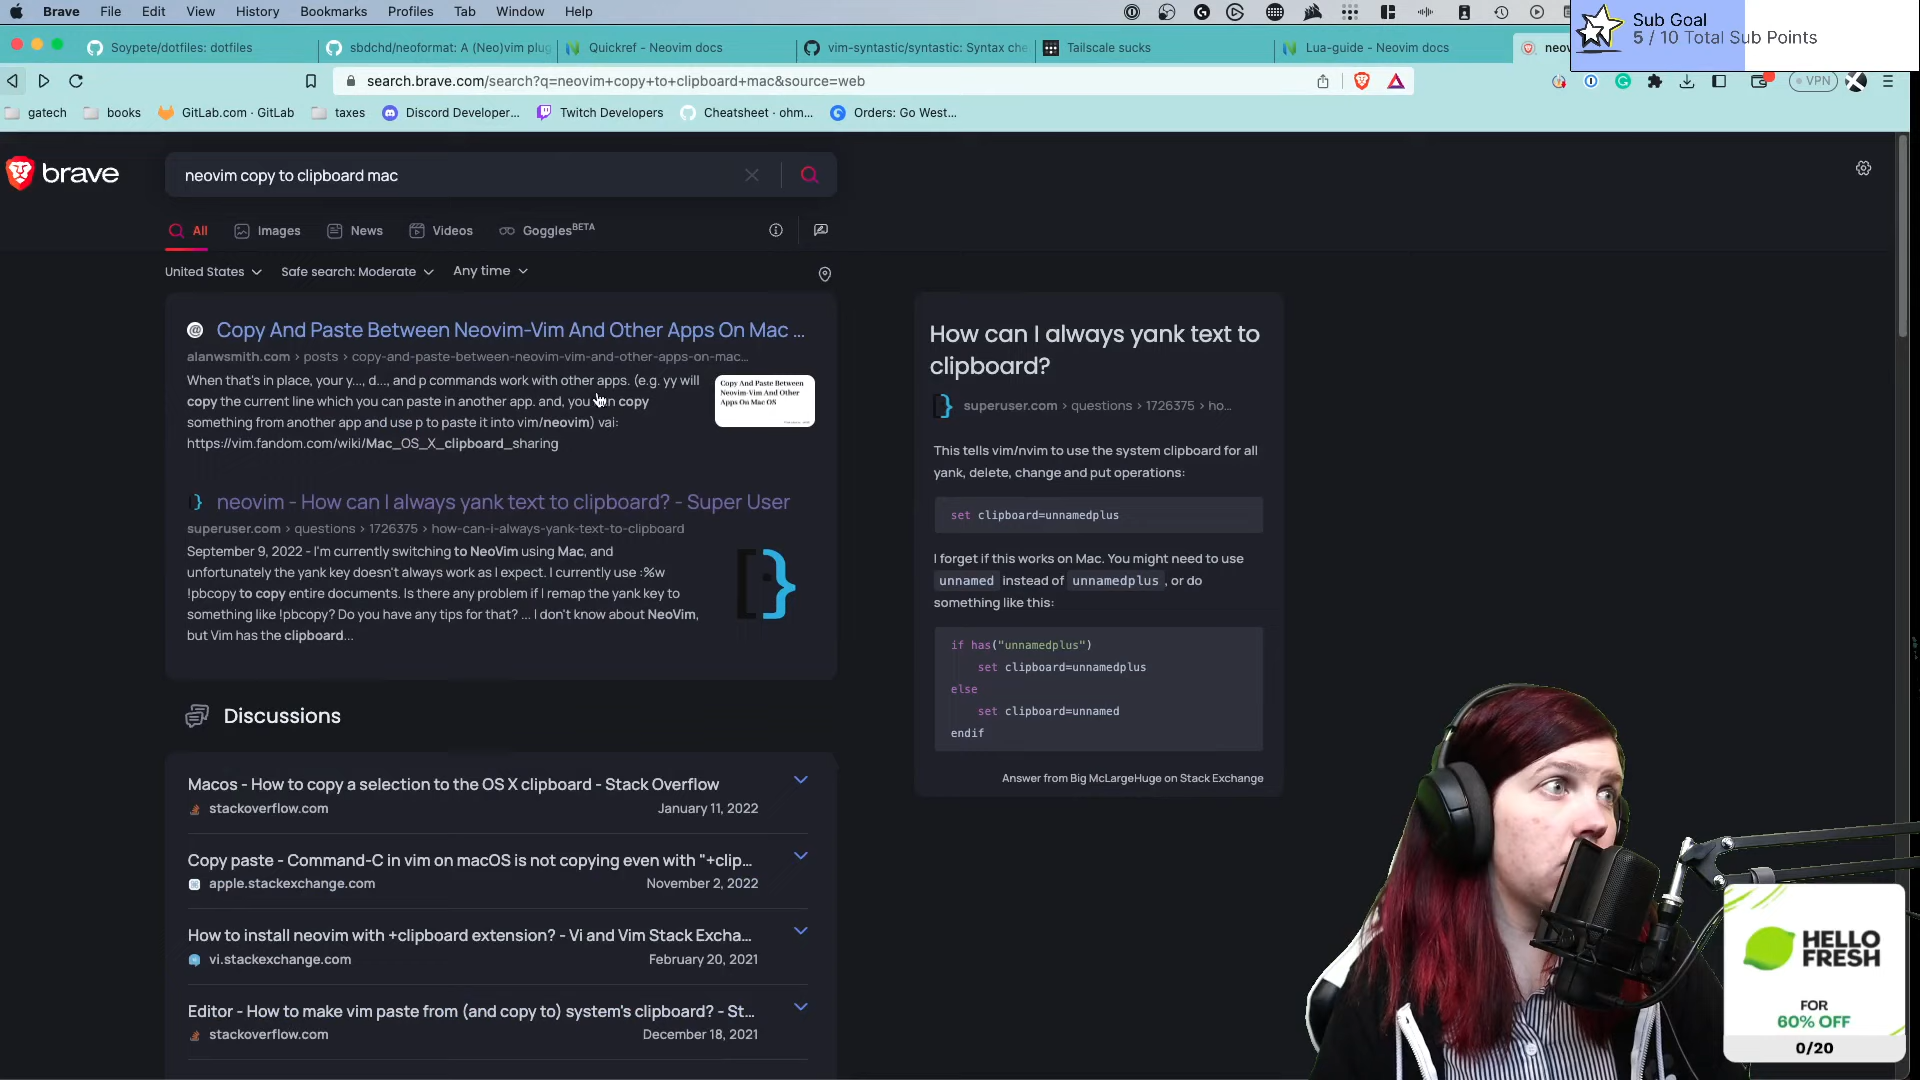 Brave File Edit View History Bookmarks Profiles Tab Window Help
Sub Goal
5 / 10 Total Sub Points
Soypete/dotfiles: dotfiles
sbdchd/neoformat: A (Neo)vim plug
Quickref - Neovim docs
vim-syntastic/syntastic: Syntax che
Tailscale sucks
Lua-guide - Neovim docs
neov
search.brave.com/search?q=neovim+copy+to+clipboard+mac&source=web
VPN
gatech books GitLab.com · GitLab taxes Discord Developer... Twitch Developers Cheatsheet - ohm... Orders: Go West...
brave
neovim copy to clipboard mac
All Images News Videos Goggles BETA
United States Safe search: Moderate Any time
Copy And Paste Between Neovim-Vim And Other Apps On Mac ...
alanwsmith.com › posts › copy-and-paste-between-neovim-vim-and-other-apps-on-mac...
When that's in place, your y..., d..., and p commands work with other apps. (e.g. yy will
copy the current line which you can paste in another app. and, you can copy
something from another app and use p to paste it into vim/neovim) vai:
https://vim.fandom.com/wiki/Mac_OS_X_clipboard_sharing
Copy And Paste Between
Neovim-Vim And Other
Apps On Mac OS
neovim - How can I always yank text to clipboard? - Super User
superuser.com › questions › 1726375 › how-can-i-always-yank-text-to-clipboard
September 9, 2022 - I'm currently switching to NeoVim using Mac, and
unfortunately the yank key doesn't always work as I expect. I currently use :%w
!pbcopy to copy entire documents. Is there any problem if I remap the yank key to
something like !pbcopy? Do you have any tips for that? ... I don't know about NeoVim,
but Vim has the clipboard...
Discussions
Macos - How to copy a selection to the OS X clipboard - Stack Overflow
stackoverflow.com January 11, 2022
Copy paste - Command-C in vim on macOS is not copying even with "+clip...
apple.stackexchange.com November 2, 2022
How to install neovim with +clipboard extension? - Vi and Vim Stack Excha...
vi.stackexchange.com February 20, 2021
Editor - How to make vim paste from (and copy to) system's clipboard? - St...
stackoverflow.com December 18, 2021
How can I always yank text to
clipboard?
superuser.com › questions › 1726375 › ho...
This tells vim/nvim to use the system clipboard for all
yank, delete, change and put operations:
set clipboard=unnamedplus
I forget if this works on Mac. You might need to use
unnamed instead of unnamedplus, or do
something like this:
if has("unnamedplus")
set clipboard=unnamedplus
else
set clipboard=unnamed
endif
Answer from Big McLargeHuge on Stack Exchange
HELLO
FRESH
FOR
60% OFF
0/20